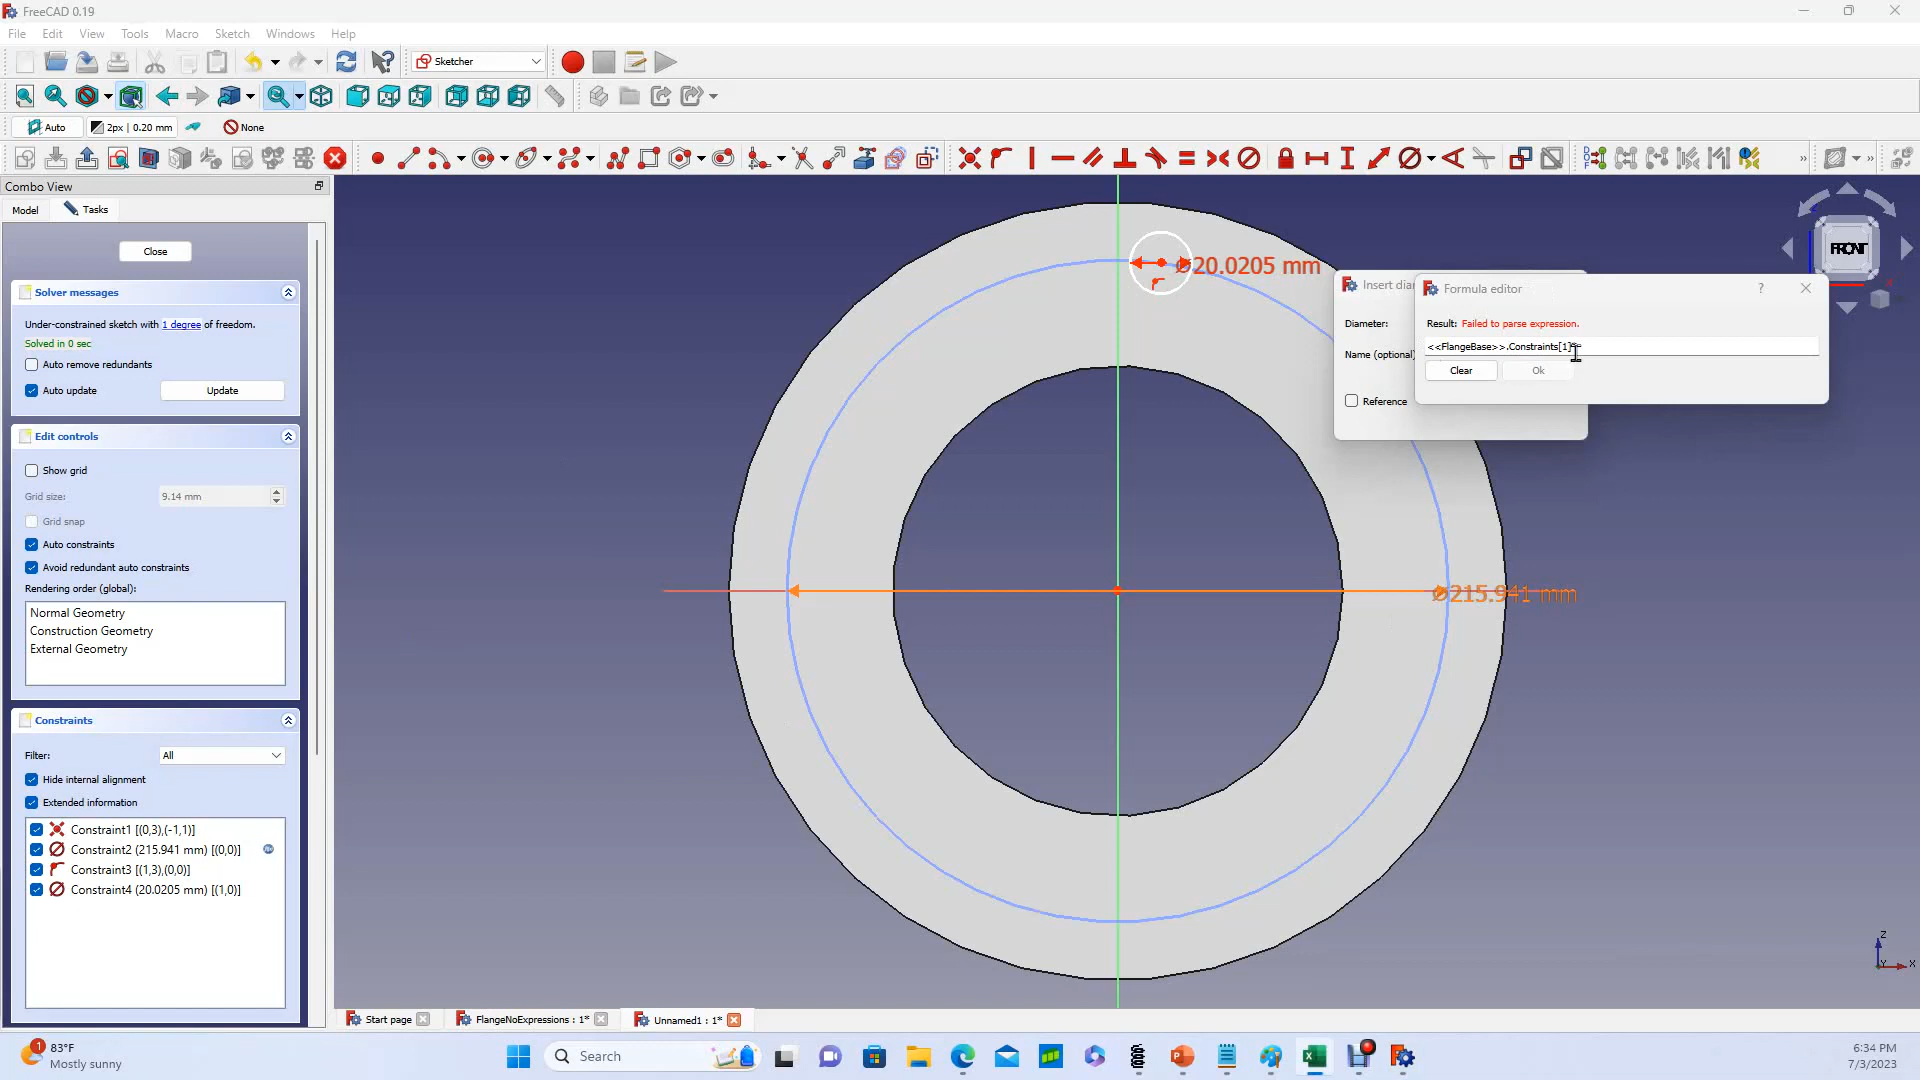 FreeCAD 0.19
File Edit View Tools Macro Sketch Windows Help
Sketcher
Auto 2px | 0.20 mm None
Combo View
Model Tasks
Close
Solver messages
Under-constrained sketch with 1 degree of freedom.
Solved in 0 sec
Auto remove redundants
Auto update Update
Edit controls
Show grid
Grid size: 9.14 mm
Grid snap
Auto constraints
Avoid redundant auto constraints
Rendering order (global):
Normal Geometry
Construction Geometry
External Geometry
Constraints
Filter: All
Hide internal alignment
Extended information
Constraint1 [(0,3),(-1,1)]
Constraint2 (215.941 mm) [(0,0)]
Constraint3 [(1,3),(0,0)]
Constraint4 (20.0205 mm) [(1,0)]
⌀20.0205 mm
⌀215.941 mm
FRONT
Insert dia
Diameter:
Name (optional)
Reference
Formula editor ?
Result: Failed to parse expression.
<<FlangeBase>>.Constraints[1]
Clear Ok
Z
Y X
Start page FlangeNoExpressions : 1* Unnamed1 : 1*
1 83°F
Mostly sunny
Search
6:34 PM
7/3/2023